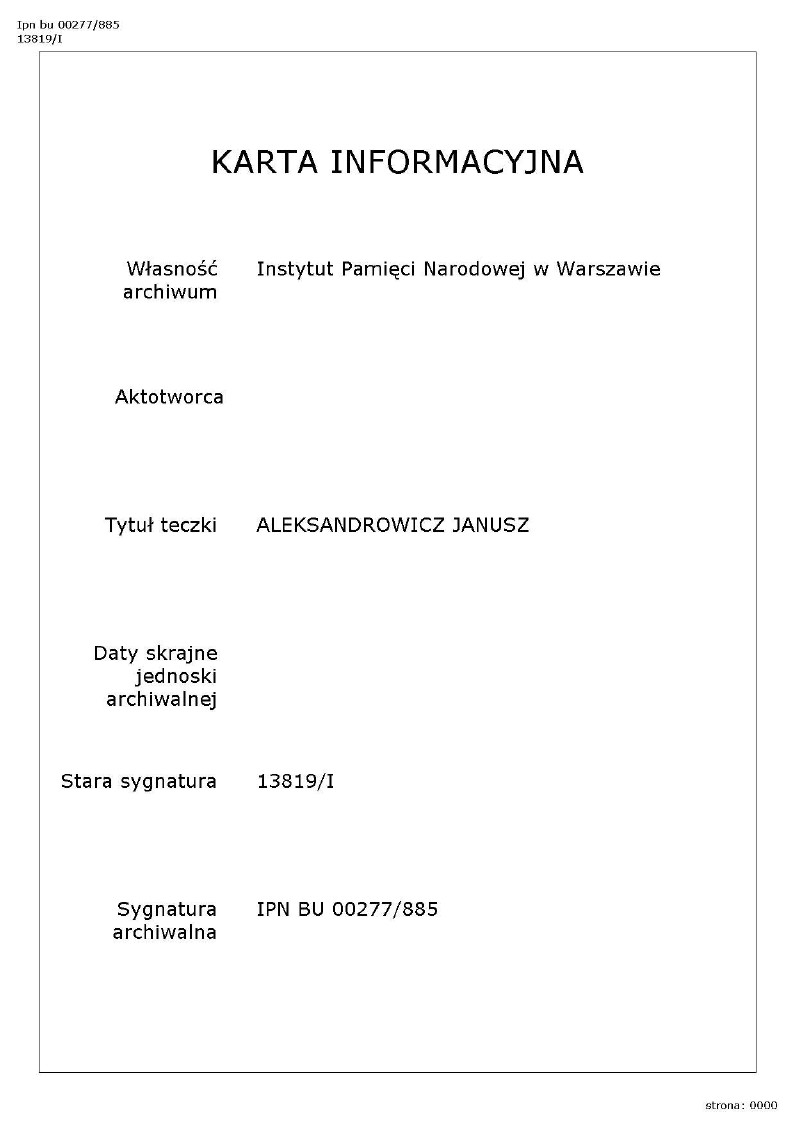 Ipn bu 00277/885
13819/I
KARTA INFORMACYJNA
Własność archiwum
Instytut Pamięci Narodowej w Warszawie
Aktotworca
Tytuł teczki
ALEKSANDROWICZ JANUSZ
Daty skrajne
jednoski
archiwalnej
Stara sygnatura
13819/I
Sygnatura
archiwalna
IPN BU 00277/885
strona: 0000